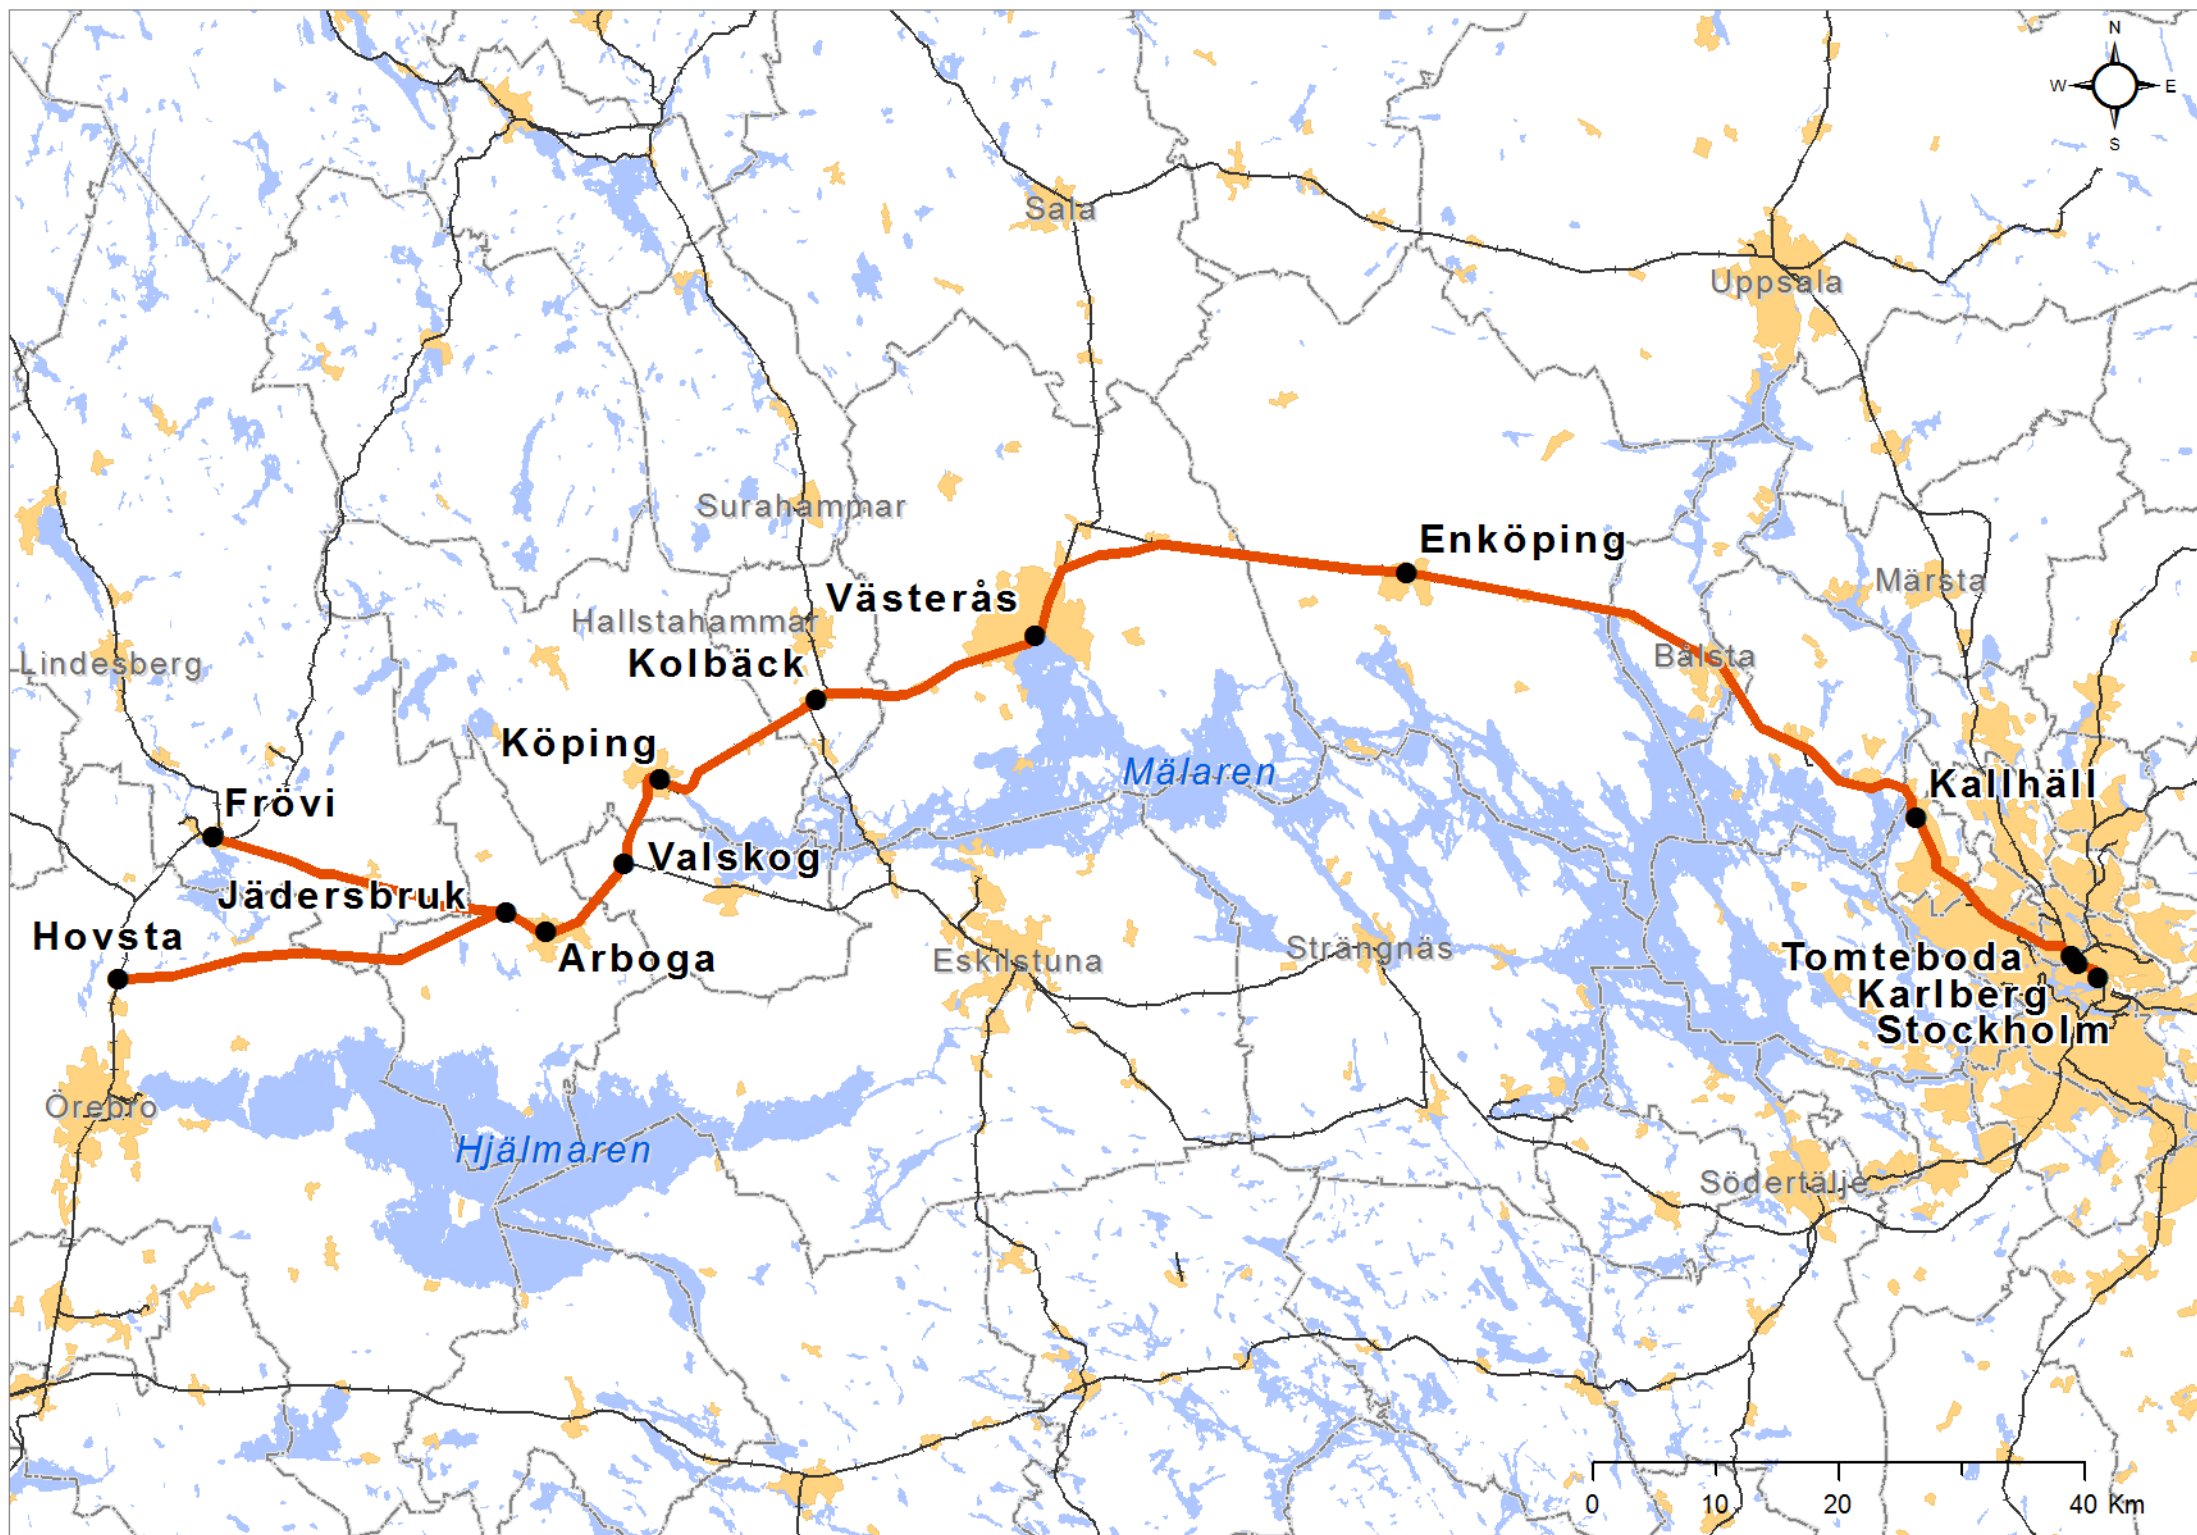 N
W
E
S
Sala
Uppsala
Surahammar
Enköping
Märsta
Västerås
Hallstahammar
Lindesberg
Kolbäck
Bålsta
Köping
Mälaren
Kallhäll
Frövi
Valskog
Jädersbruk
Hovsta
Arboga
Eskilstuna
Strängnäs
Tomteboda
Karlberg
Stockholm
Örebro
Hjälmaren
Södertälje
0 10 20 40 Km